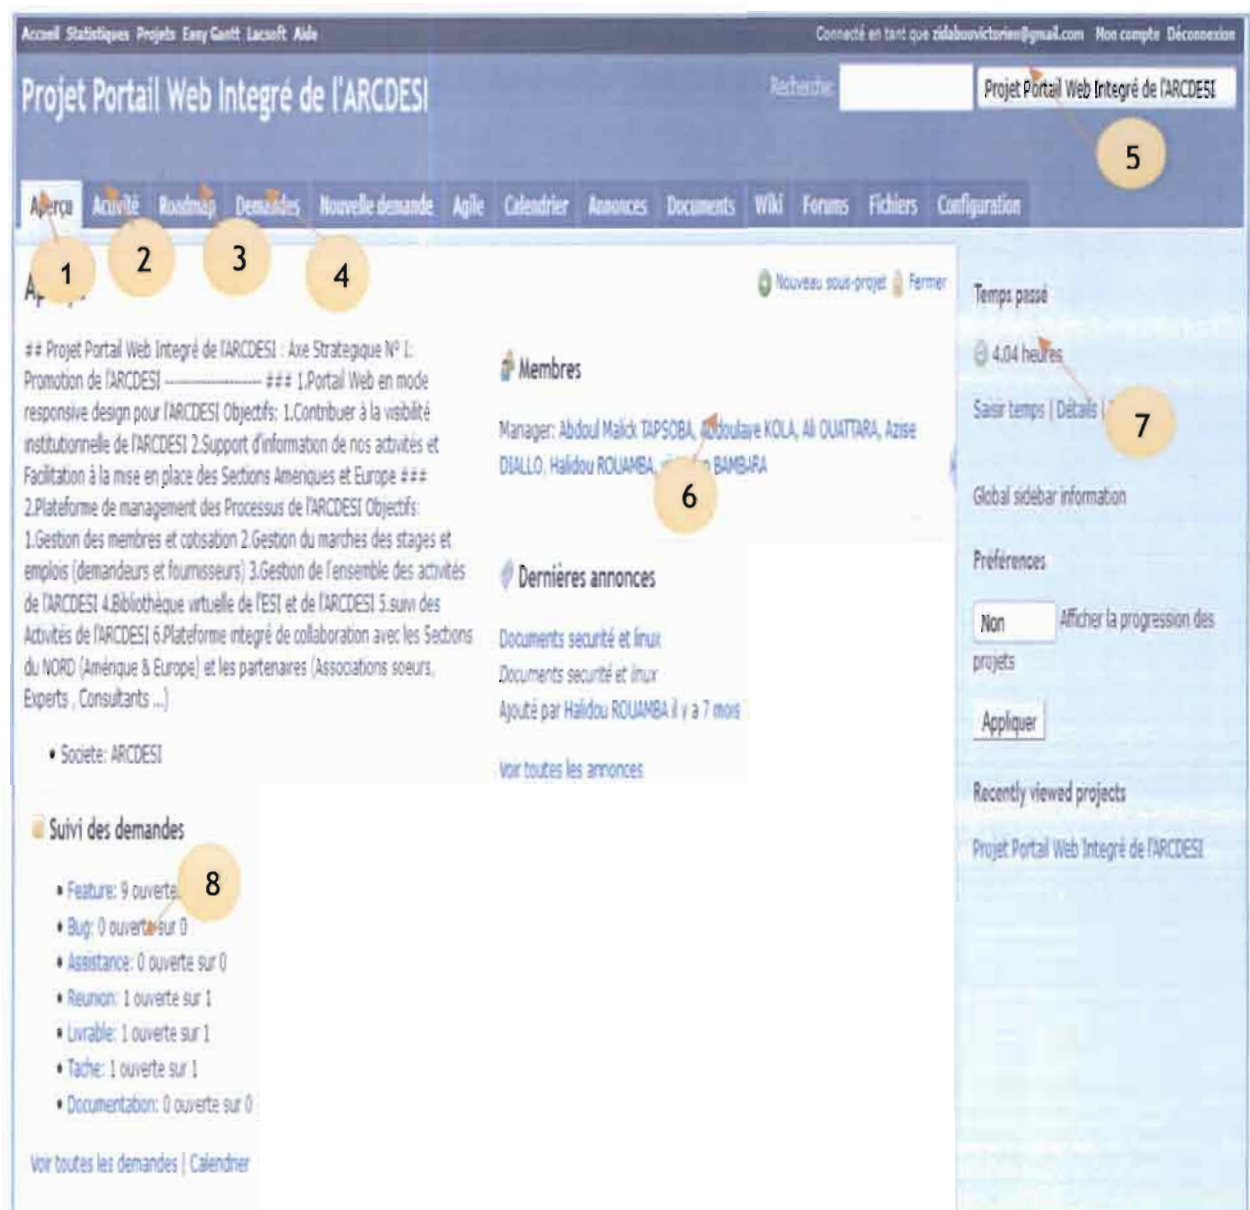 Accueil Statistiques Projets Easy Gantt Lacsoft Aide
Connecté en tant que zidabouvictorien@gmail.com Mon compte Déconnexion
Projet Portail Web Integré de l'ARCDESI
Recherche:
Projet Portail Web Integré de l'ARCDESI
5
Aperçu Activité Roadmap Demandes Nouvelle demande Agile Calendrier Annonces Documents Wiki Forums Fichiers Configuration
1
2
3
4
Nouveau sous-projet Fermer
## Projet Portail Web Integré de l'ARCDESI : Axe Strategique N° I:
Promotion de l'ARCDESI -------------------- ### 1.Portail Web en mode
responsive design pour l'ARCDESI Objectifs: 1.Contribuer à la visibilité
institutionnelle de l'ARCDESI 2.Support d'information de nos activités et
Facilitation à la mise en place des Sections Ameriques et Europe ###
2.Plateforme de management des Processus de l'ARCDESI Objectifs:
1.Gestion des membres et cotisation 2.Gestion du marches des stages et
emplois (demandeurs et fournisseurs) 3.Gestion de l'ensemble des activités
de l'ARCDESI 4.Bibliothèque virtuelle de l'ESI et de l'ARCDESI 5.suivi des
Activités de l'ARCDESI 6.Plateforme integré de collaboration avec les Sections
du NORD (Amérique & Europe) et les partenaires (Associations soeurs,
Experts , Consultants ...)
• Societe: ARCDESI
Suivi des demandes
8
• Feature: 9 ouverte
• Bug: 0 ouverte sur 0
• Assistance: 0 ouverte sur 0
• Reunion: 1 ouverte sur 1
• Livrable: 1 ouverte sur 1
• Tache: 1 ouverte sur 1
• Documentation: 0 ouverte sur 0
Voir toutes les demandes | Calendrier
Membres
Manager: Abdoul Malick TAPSOBA, Abdoulaye KOLA, Ali OUATTARA, Azise
DIALLO, Halidou ROUAMBA, BAMBARA
6
Dernières annonces
Documents securité et linux
Documents securité et linux
Ajouté par Halidou ROUAMBA il y a 7 mois
Voir toutes les annonces
Temps passé
4.04 heures
Saisir temps | Détails |
7
Global sidebar information
Préférences
Non Afficher la progression des
projets
Appliquer
Recently viewed projects
Projet Portail Web Integré de l'ARCDESI